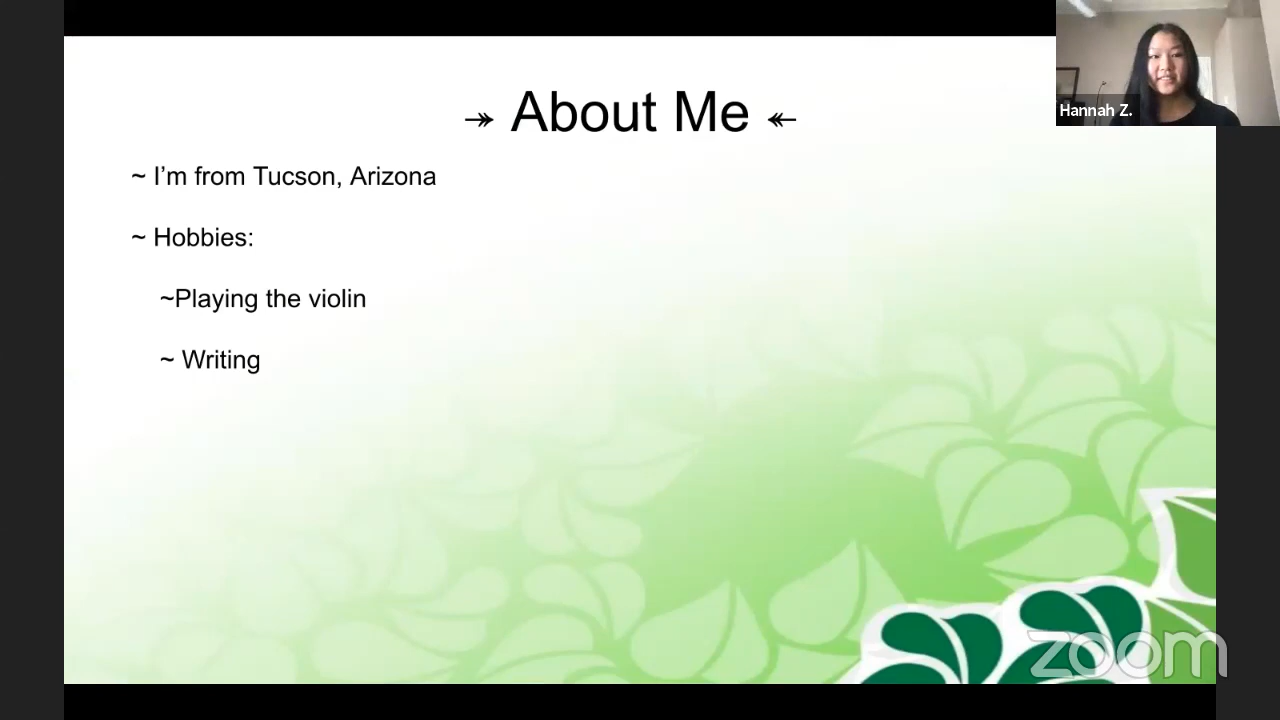 ↠ About Me ↞
~ I’m from Tucson, Arizona
~ Hobbies:
~Playing the violin
~ Writing
Hannah Z.
zoom